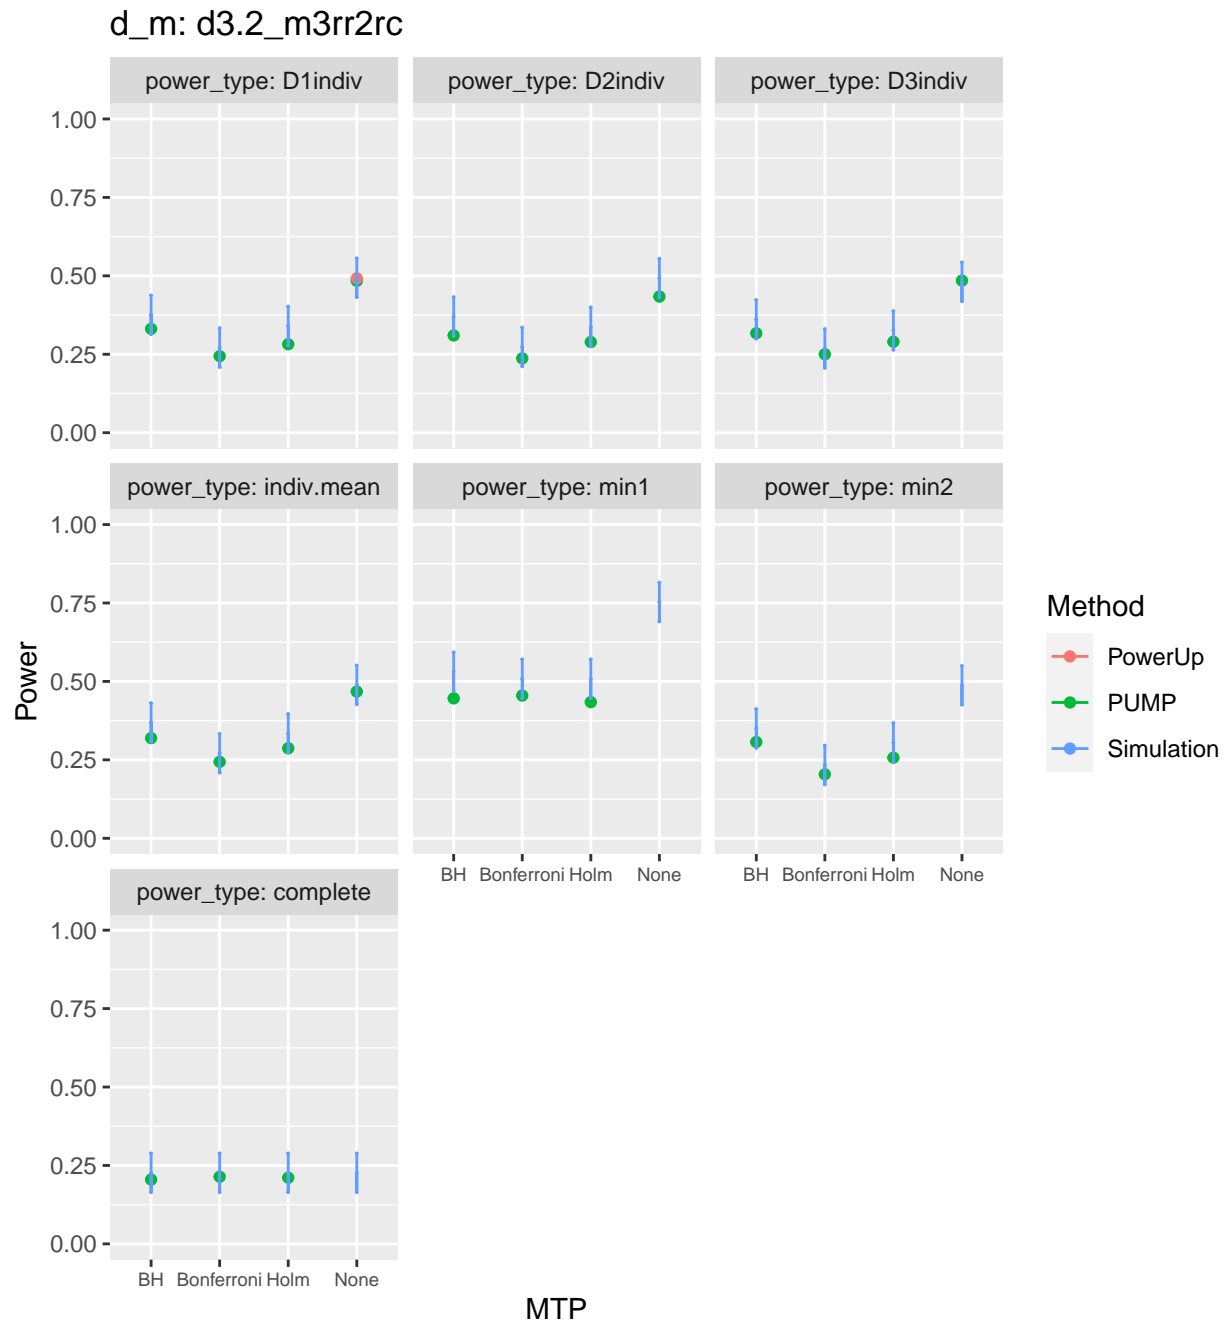 d_m: d3.2_m3rr2rc
power_type: D1indiv
power_type: D2indiv
power_type: D3indiv
1.00
0.75
0.50
0.25
0.00
power_type: indiv.mean
power_type: min1
power_type: min2
1.00
0.75
0.50
0.25
0.00
BH Bonferroni Holm None
BH Bonferroni Holm None
power_type: complete
1.00
0.75
0.50
0.25
0.00
BH Bonferroni Holm None
Power
MTP
Method
PowerUp
PUMP
Simulation